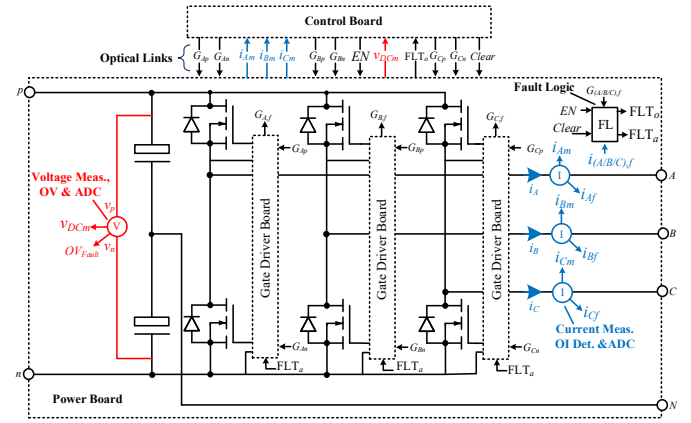 Control Board
Optical Links
G_Ap G_An i_Am i_Bm i_Cm G_Bp G_Bn EN v_DCm FLT_o G_Cp G_Cn Clear
p
Fault Logic
G_(A/B/C),f
EN
FL
FLT_o
Clear
FLT_a
i_(A/B/C),f
G_A,f
G_B,f
G_C,f
G_Ap
G_Bp
G_Cp
Voltage Meas.,
OV & ADC
v_p
V
v_DCm
v_n
OV_Fault
Gate Driver Board
Gate Driver Board
Gate Driver Board
i_Am
i_A
I
i_Af
A
i_Bm
i_B
I
i_Bf
B
i_Cm
i_C
I
i_Cf
C
Current Meas.
OI Det. &ADC
G_An
G_Bn
G_Cn
n
FLT_a
FLT_a
FLT_a
Power Board
N